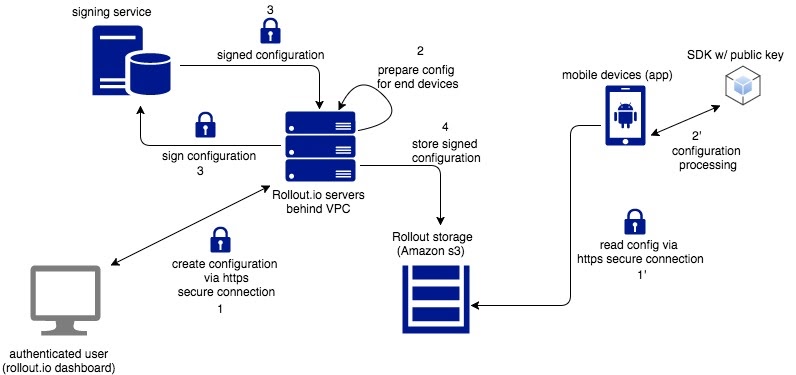 signing service
3
signed configuration
2
prepare config
for end devices
SDK w/ public key
mobile devices (app)
sign configuration
3
4
store signed
configuration
2'
configuration
processing
Rollout.io servers
behind VPC
Rollout storage
(Amazon s3)
read config via
https secure connection
1'
create configuration
via https
secure connection
1
authenticated user
(rollout.io dashboard)